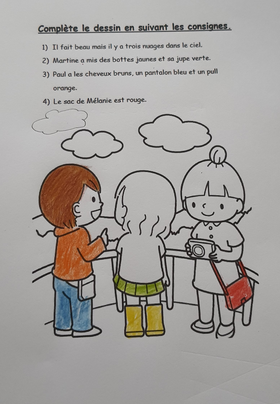 Complète le dessin en suivant les consignes.
1) Il fait beau mais il y a trois nuages dans le ciel.
2) Martine a mis des bottes jaunes et sa jupe verte.
3) Paul a les cheveux bruns, un pantalon bleu et un pull
orange.
4) Le sac de Mélanie est rouge.